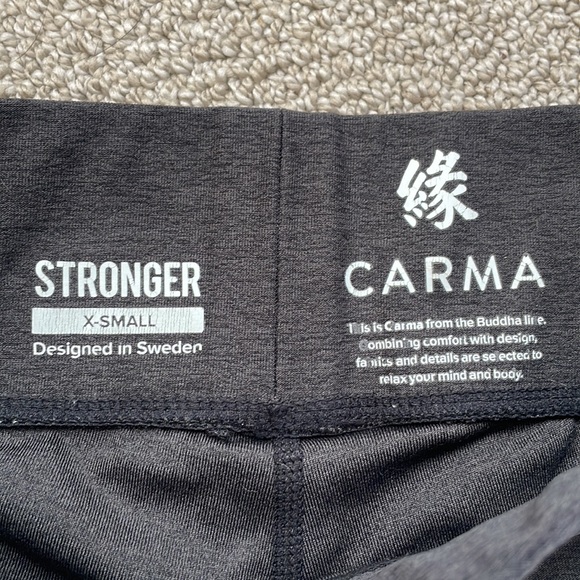 STRONGER
X-SMALL
Designed in Sweden
緣
CARMA
This is Carma from the Buddha line.
Combining comfort with design,
fabrics and details are selected to
relax your mind and body.